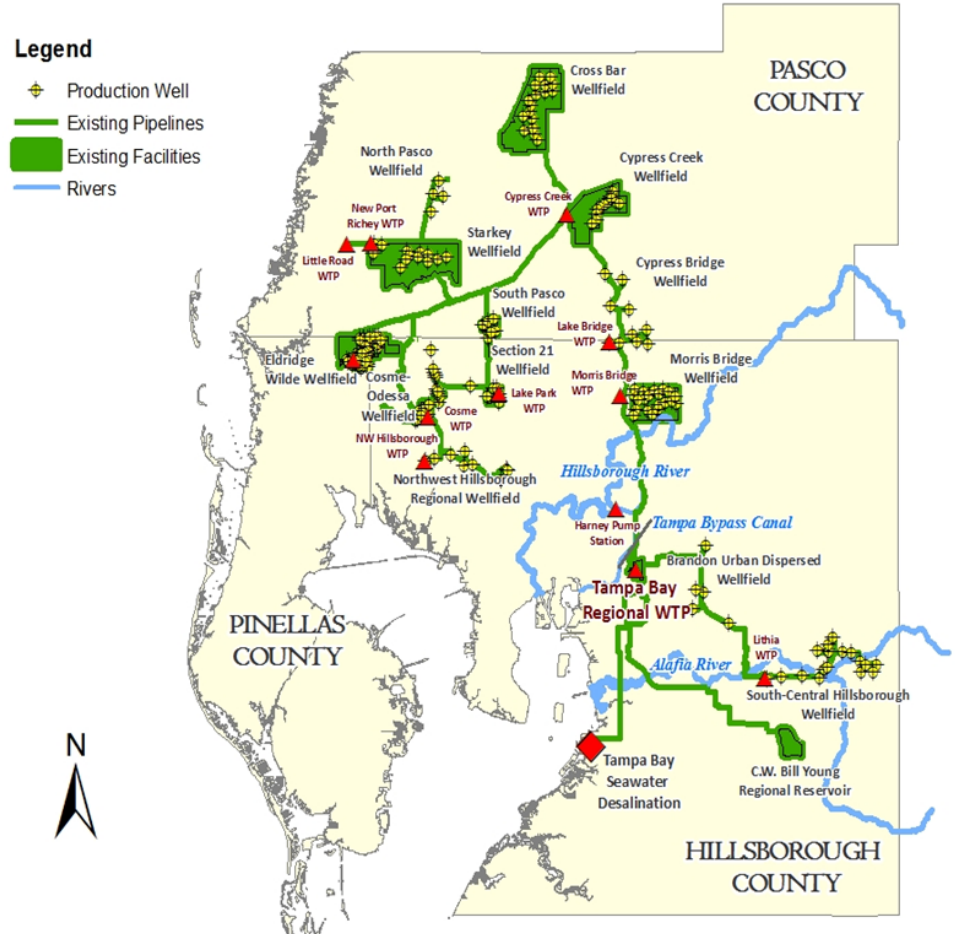 Legend
Production Well
Existing Pipelines
Existing Facilities
Rivers
PASCO
COUNTY
Cross Bar
Wellfield
North Pasco
Wellfield
Cypress Creek
Wellfield
Cypress Creek
WTP
New Port
Richey WTP
Little Road
WTP
Starkey
Wellfield
Cypress Bridge
Wellfield
South Pasco
Wellfield
Lake Bridge
WTP
Section 21
Wellfield
Eldridge
Wilde Wellfield
Cosme-
Odessa
Wellfield
Morris Bridge
WTP
Morris Bridge
Wellfield
Lake Park
WTP
Cosme
WTP
NW Hillsborough
WTP
Northwest Hillsborough
Regional Wellfield
Hillsborough River
Harney Pump
Station
Tampa Bypass Canal
Brandon Urban Dispersed
Wellfield
Tampa Bay
Regional WTP
PINELLAS
COUNTY
Lithia
WTP
Alafia River
South-Central Hillsborough
Wellfield
N
Tampa Bay
Seawater
Desalination
C.W. Bill Young
Regional Reservoir
HILLSBOROUGH
COUNTY